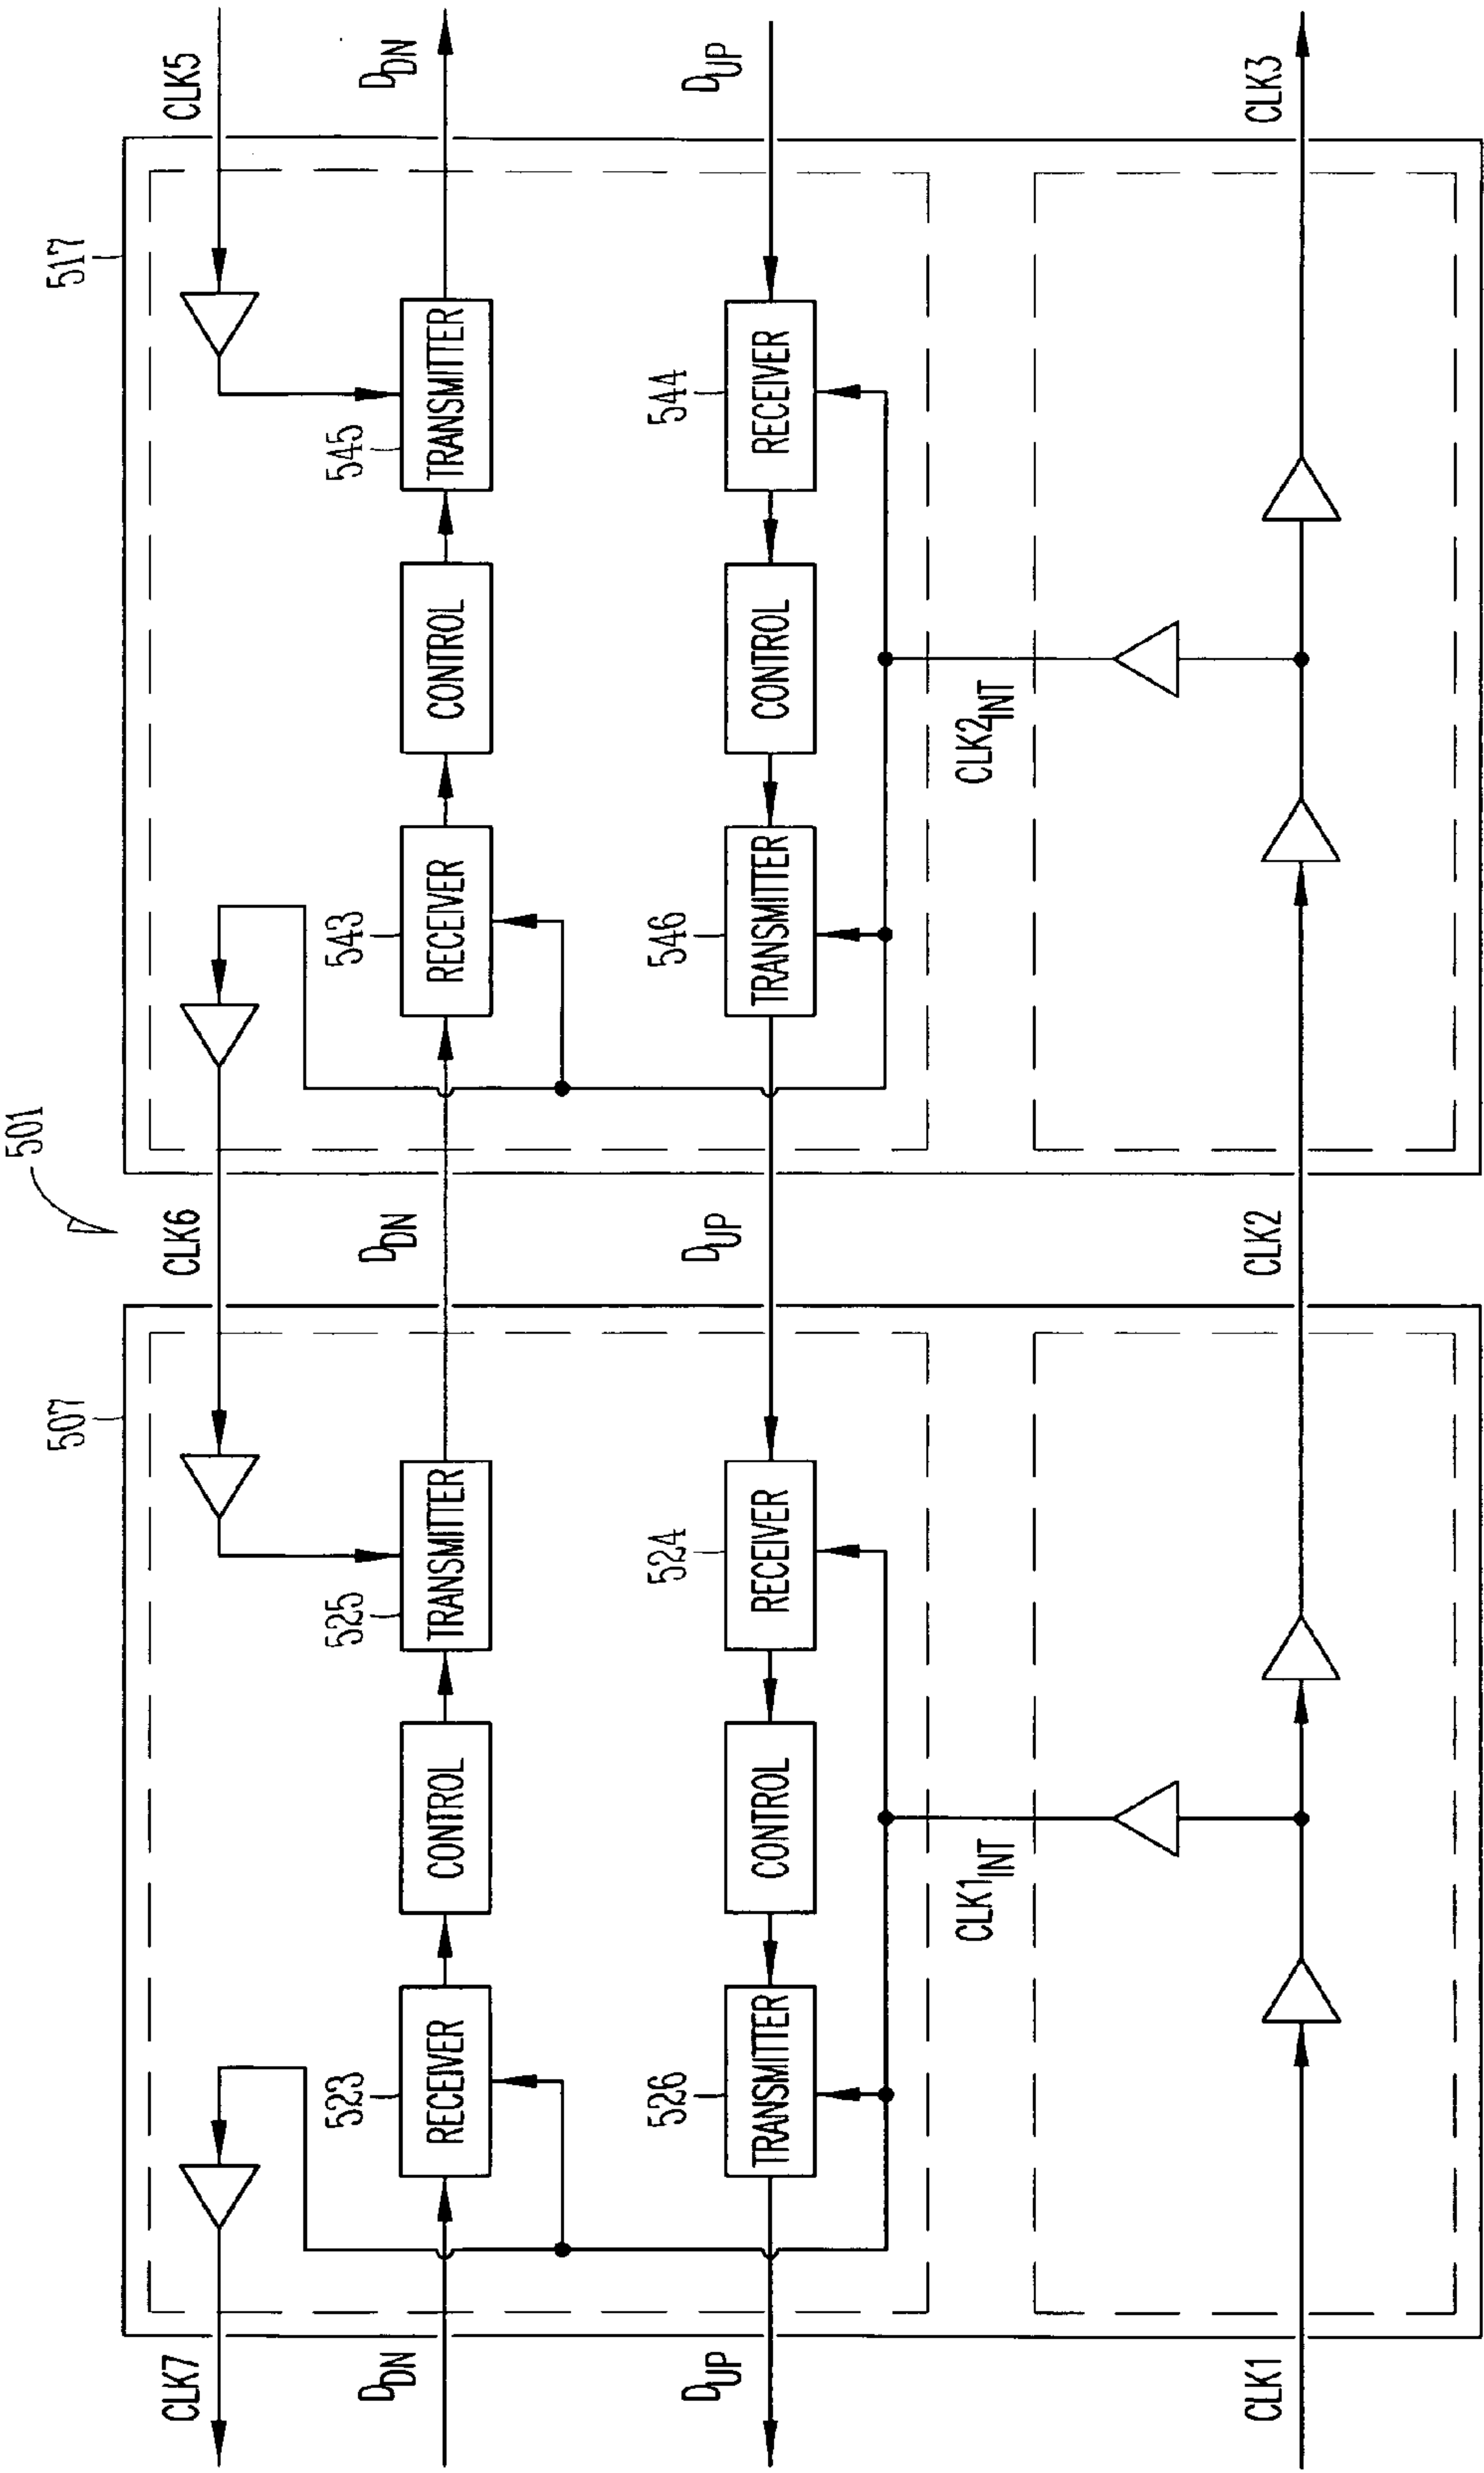 501
507
517
CLK7
CLK6
CLK5
DDN
523
RECEIVER
CONTROL
525
TRANSMITTER
DDN
543
RECEIVER
CONTROL
545
TRANSMITTER
DDN
DUP
526
TRANSMITTER
CONTROL
524
RECEIVER
DUP
546
TRANSMITTER
CONTROL
544
RECEIVER
DUP
CLK1INT
CLK2INT
CLK1
CLK2
CLK3